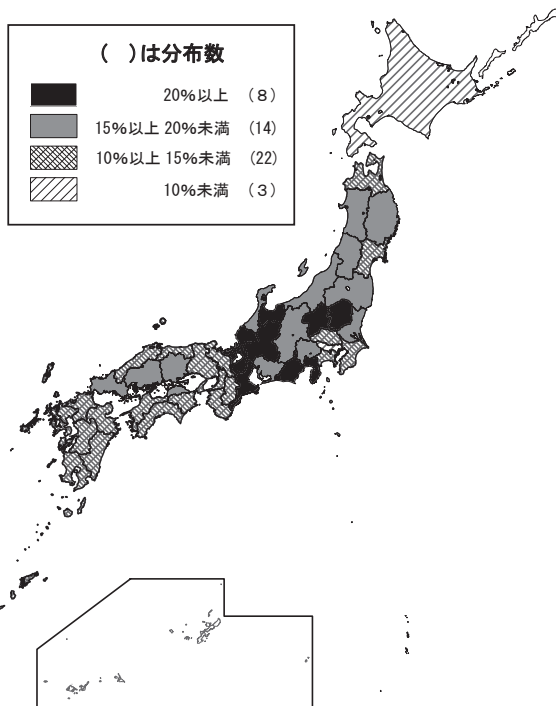 (　)は分布数
20%以上　(8)
15%以上 20%未満　(14)
10%以上 15%未満　(22)
10%未満　(3)